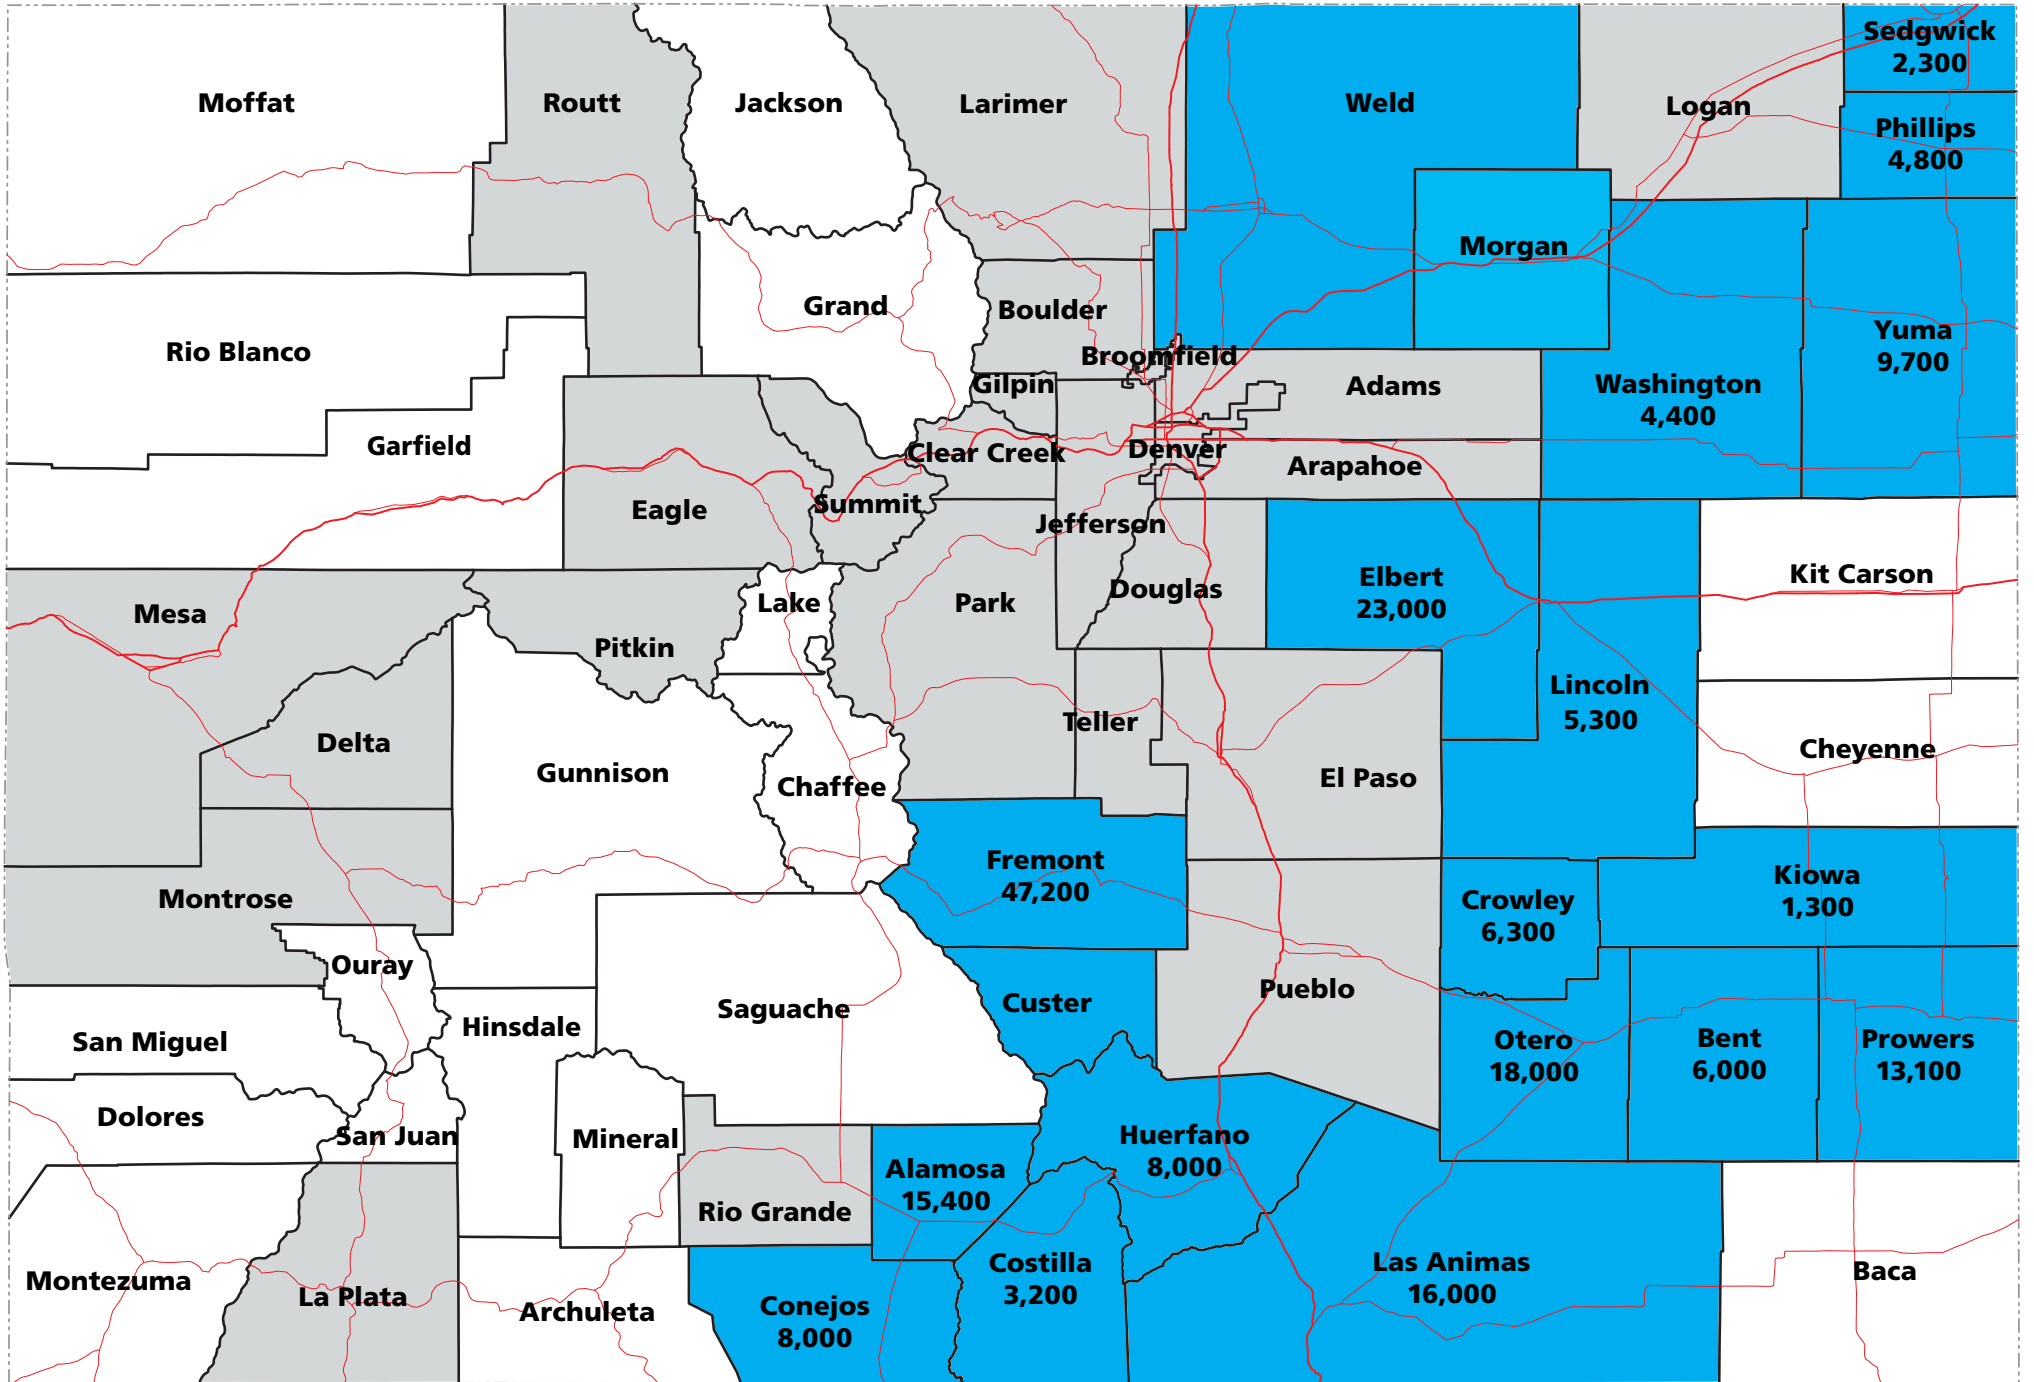 Moffat
Routt
Jackson
Larimer
Weld
Logan
Sedgwick
2,300
Phillips
4,800
Morgan
Grand
Boulder
Rio Blanco
Broomfield
Gilpin
Adams
Washington
4,400
Yuma
9,700
Garfield
Clear Creek
Denver
Arapahoe
Eagle
Summit
Jefferson
Mesa
Lake
Park
Douglas
Elbert
23,000
Kit Carson
Pitkin
Lincoln
5,300
Delta
Gunnison
Teller
Chaffee
El Paso
Cheyenne
Montrose
Fremont
47,200
Crowley
6,300
Kiowa
1,300
Ouray
Saguache
Custer
Pueblo
San Miguel
Hinsdale
Otero
18,000
Bent
6,000
Prowers
13,100
Dolores
San Juan
Mineral
Huerfano
8,000
Rio Grande
Alamosa
15,400
Montezuma
La Plata
Archuleta
Conejos
8,000
Costilla
3,200
Las Animas
16,000
Baca